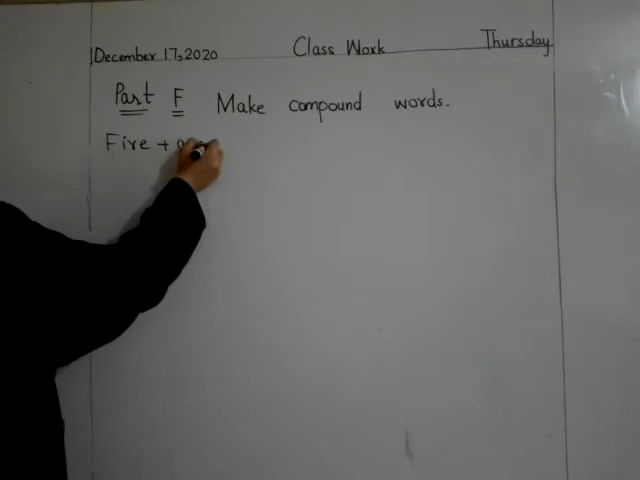 December 17,2020 Class Work Thursday
Part F Make compound words.
Fire +